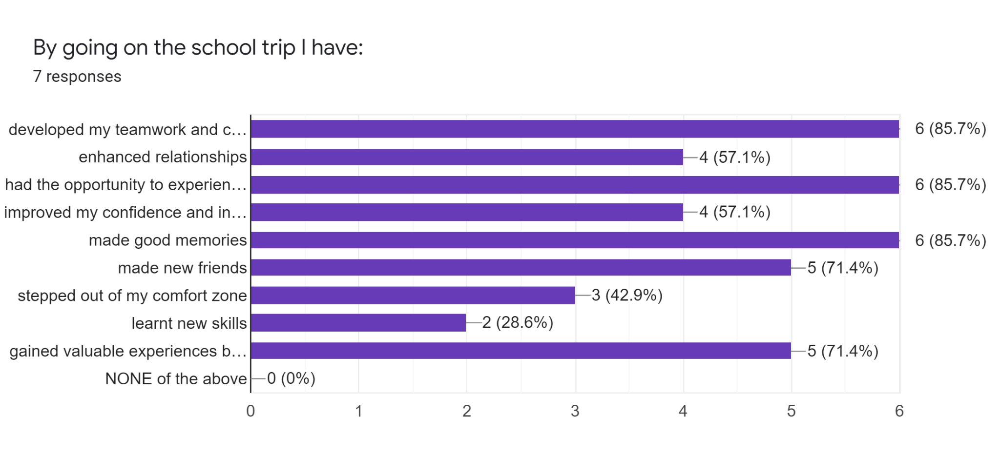 By going on the school trip I have:
7 responses
developed my teamwork and c… 6 (85.7%)
enhanced relationships 4 (57.1%)
had the opportunity to experien… 6 (85.7%)
improved my confidence and in… 4 (57.1%)
made good memories 6 (85.7%)
made new friends 5 (71.4%)
stepped out of my comfort zone 3 (42.9%)
learnt new skills 2 (28.6%)
gained valuable experiences b… 5 (71.4%)
NONE of the above 0 (0%)
0 1 2 3 4 5 6